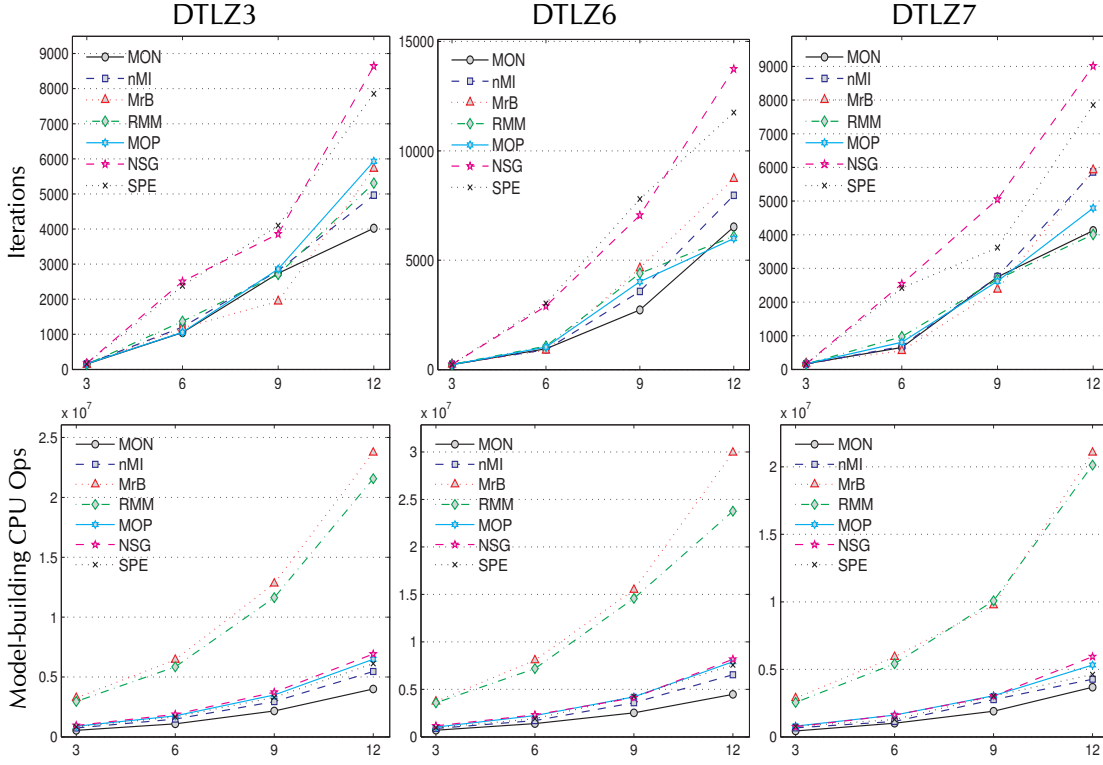 DTLZ3
DTLZ6
DTLZ7
Iterations
9000
8000
7000
6000
5000
4000
3000
2000
1000
0
MON
nMI
MrB
RMM
MOP
NSG
SPE
3 6 9 12
15000
10000
5000
0
MON
nMI
MrB
RMM
MOP
NSG
SPE
3 6 9 12
9000
8000
7000
6000
5000
4000
3000
2000
1000
0
MON
nMI
MrB
RMM
MOP
NSG
SPE
3 6 9 12
Model-building CPU Ops
x 10^7
2.5
2
1.5
1
0.5
0
MON
nMI
MrB
RMM
MOP
NSG
SPE
3 6 9 12
x 10^7
3
2.5
2
1.5
1
0.5
0
MON
nMI
MrB
RMM
MOP
NSG
SPE
3 6 9 12
x 10^7
2
1.5
1
0.5
0
MON
nMI
MrB
RMM
MOP
NSG
SPE
3 6 9 12